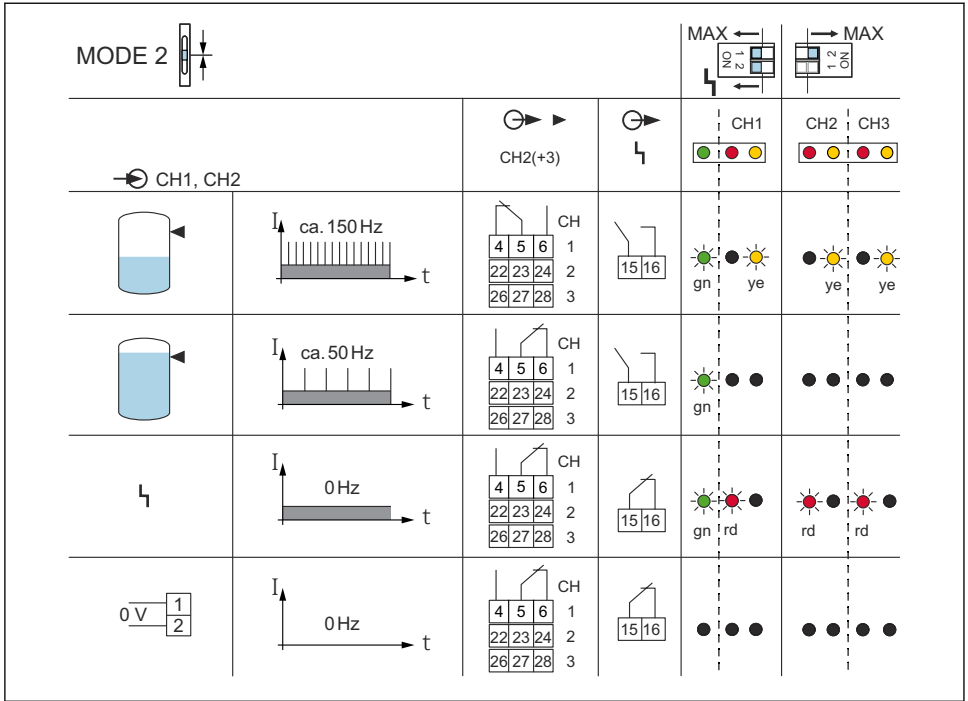 MAX MAX
MODE 2
1 2 ON
1 2 ON
CH1 CH2 CH3
CH2(+3)
CH1, CH2
I ca. 150 Hz t
CH
4 5 6 1
22 23 24 2
26 27 28 3
15 16
gn ye ye ye
I ca. 50 Hz t
CH
4 5 6 1
22 23 24 2
26 27 28 3
15 16
gn
I 0 Hz t
CH
4 5 6 1
22 23 24 2
26 27 28 3
15 16
gn rd rd rd
0 V 1
2
I 0 Hz t
CH
4 5 6 1
22 23 24 2
26 27 28 3
15 16